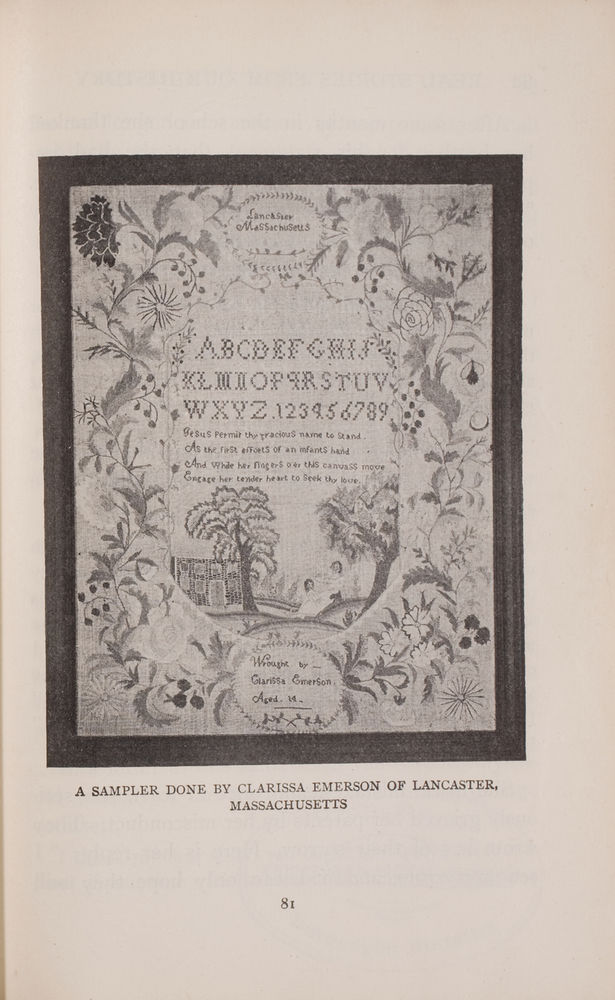 Lancaster
Massachusetts
ABCDEFGHIJ
KLMNOPQRSTUV
WXYZ.123456789
Jesus Permit thy gracious name to Stand.
As the first efforts of an infants hand
And While her fingers o'er this canvass move
Engage her tender heart to Seek thy love.
Wrought by
Clarissa Emerson.
Aged. 14.
A SAMPLER DONE BY CLARISSA EMERSON OF LANCASTER,
MASSACHUSETTS
81